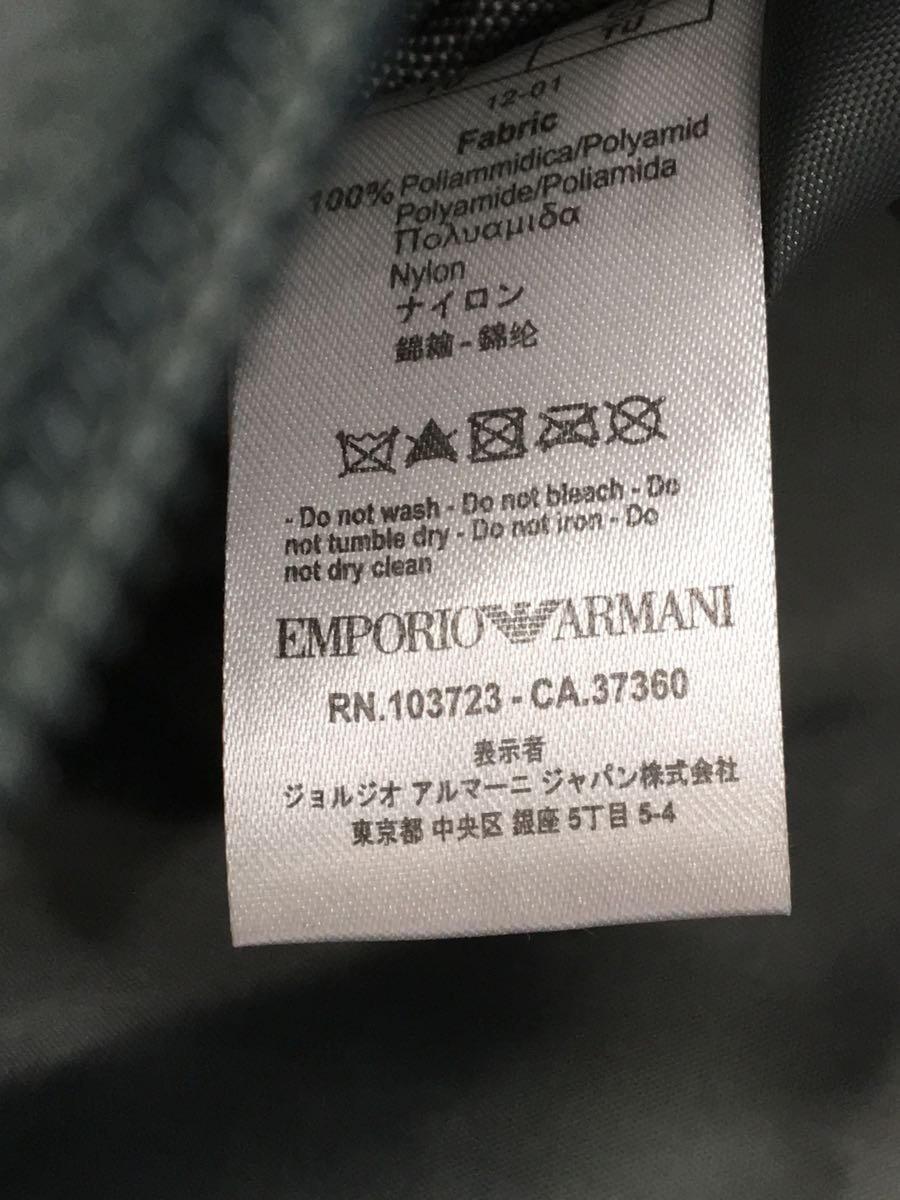 TU
12-01
Fabric
100% Poliammidica/Polyamid
Polyamide/Poliamida
Πολυαμιδα
Nylon
ナイロン
錦綸 - 錦纶
- Do not wash - Do not bleach - Do
not tumble dry - Do not iron - Do
not dry clean
EMPORIO ARMANI
RN.103723 - CA.37360
表示者
ジョルジオ アルマーニ ジャパン株式会社
東京都 中央区 銀座 5丁目 5-4